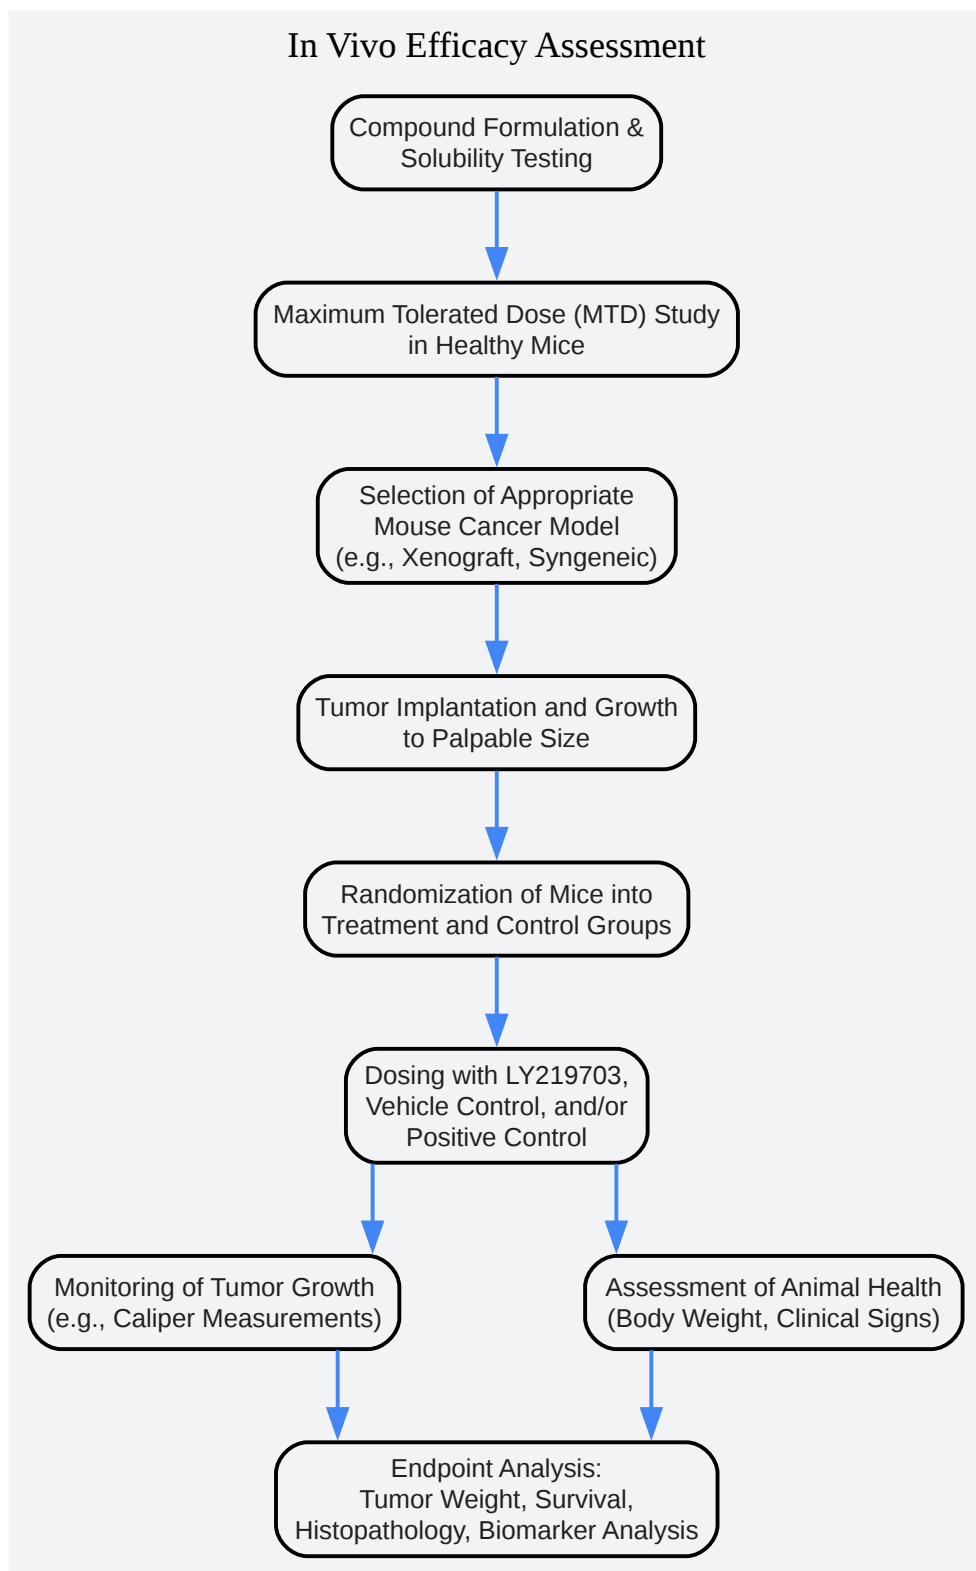 In Vivo Efficacy Assessment
Compound Formulation &
Solubility Testing
Maximum Tolerated Dose (MTD) Study
in Healthy Mice
Selection of Appropriate
Mouse Cancer Model
(e.g., Xenograft, Syngeneic)
Tumor Implantation and Growth
to Palpable Size
Randomization of Mice into
Treatment and Control Groups
Dosing with LY219703,
Vehicle Control, and/or
Positive Control
Monitoring of Tumor Growth
(e.g., Caliper Measurements)
Assessment of Animal Health
(Body Weight, Clinical Signs)
Endpoint Analysis:
Tumor Weight, Survival,
Histopathology, Biomarker Analysis